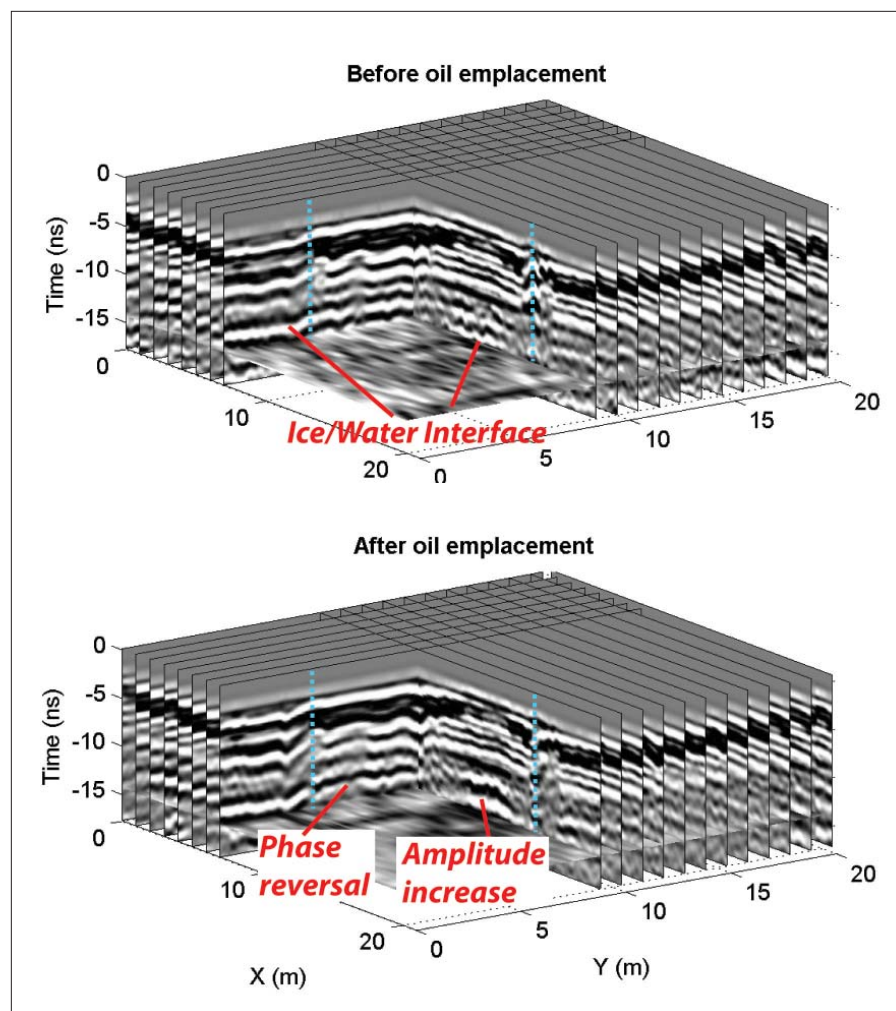 Before oil emplacement
0
-5
-10
-15
Time (ns)
0
10
20
0
5
10
15
20
Ice/Water Interface
After oil emplacement
0
-5
-10
-15
Time (ns)
0
10
20
0
5
10
15
20
Phase
reversal
Amplitude
increase
X (m)
Y (m)